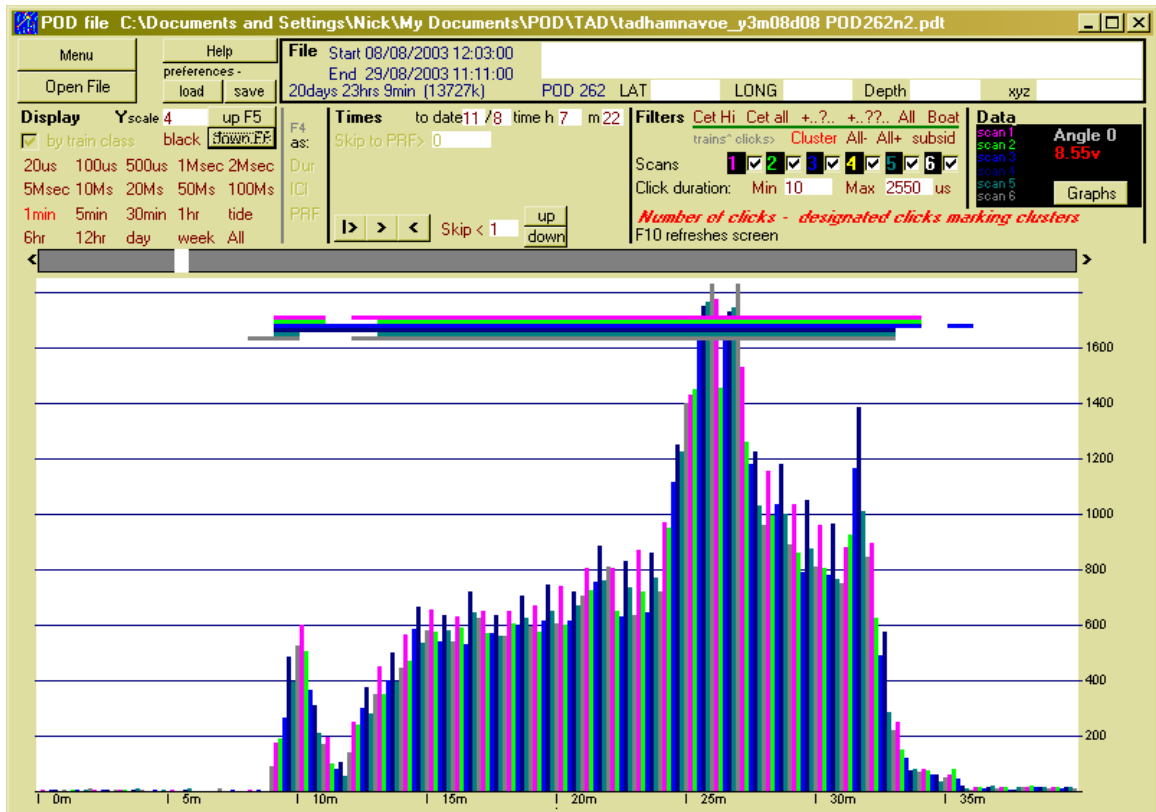 POD file C:\Documents and Settings\Nick\My Documents\POD\TAD\tadhamnavoe_y3m08d08 POD262n2.pdt
Menu
Open File
Help
preferences -
load save
File Start 08/08/2003 12:03:00
End 29/08/2003 11:11:00
20days 23hrs 9min (13727k) POD 262 LAT LONG Depth xyz
Display Yscale 4 up F5
by train class black down F6
20us 100us 500us 1Msec 2Msec
5Msec 10Ms 20Ms 50Ms 100Ms
1min 5min 30min 1hr tide
6hr 12hr day week All
F4
as:
Dur
ICI
PRF
Times to date 11 /8 time h 7 m 22
Skip to PRF> 0
|> > < Skip < 1 up
down
Filters Cet Hi Cet all +..?.. +..??.. All Boat
trains^ clicks> Cluster All- All+ subsid
Scans 1 2 3 4 5 6
Click duration: Min 10 Max 2550 us
Number of clicks - designated clicks marking clusters
F10 refreshes screen
Data
scan 1
scan 2
scan 3
scan 4
scan 5
scan 6
Angle 0
8.55v
Graphs
< >
1600
1400
1200
1000
800
600
400
200
0m 5m 10m 15m 20m 25m 30m 35m